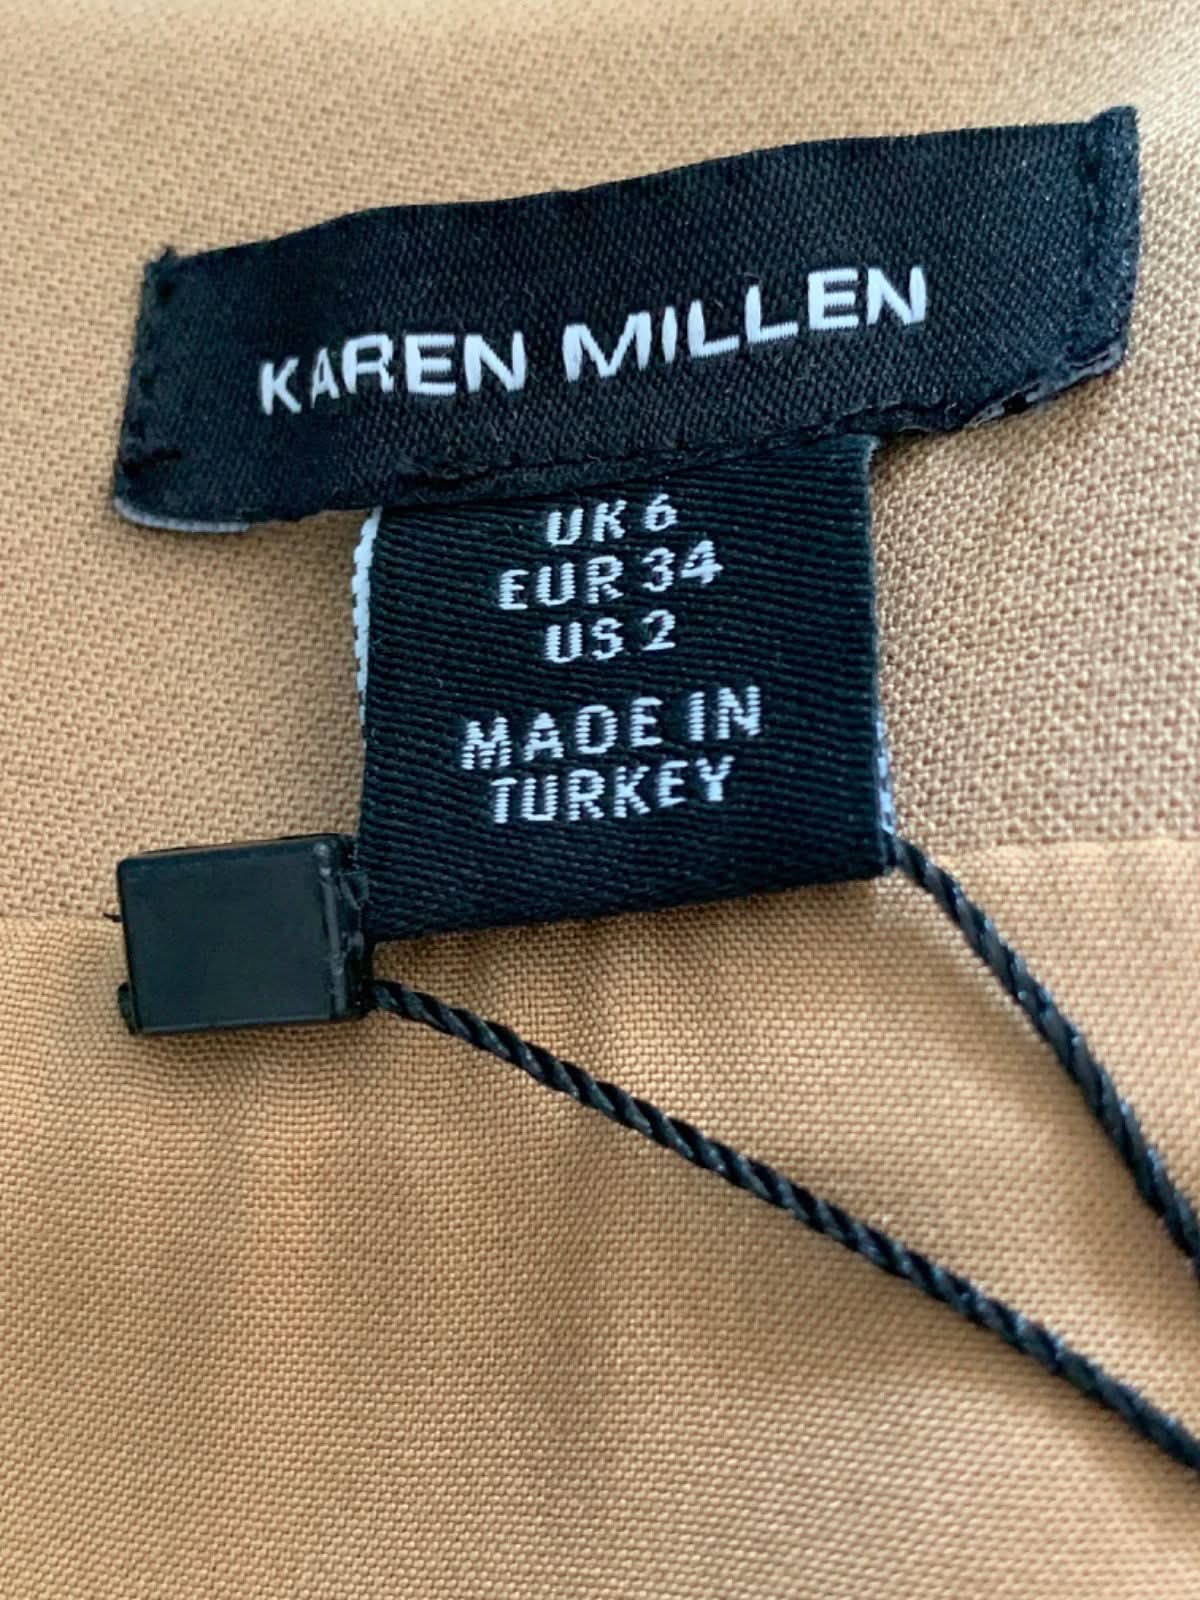 KAREN MILLEN
UK 6
EUR 34
US 2
MADE IN
TURKEY